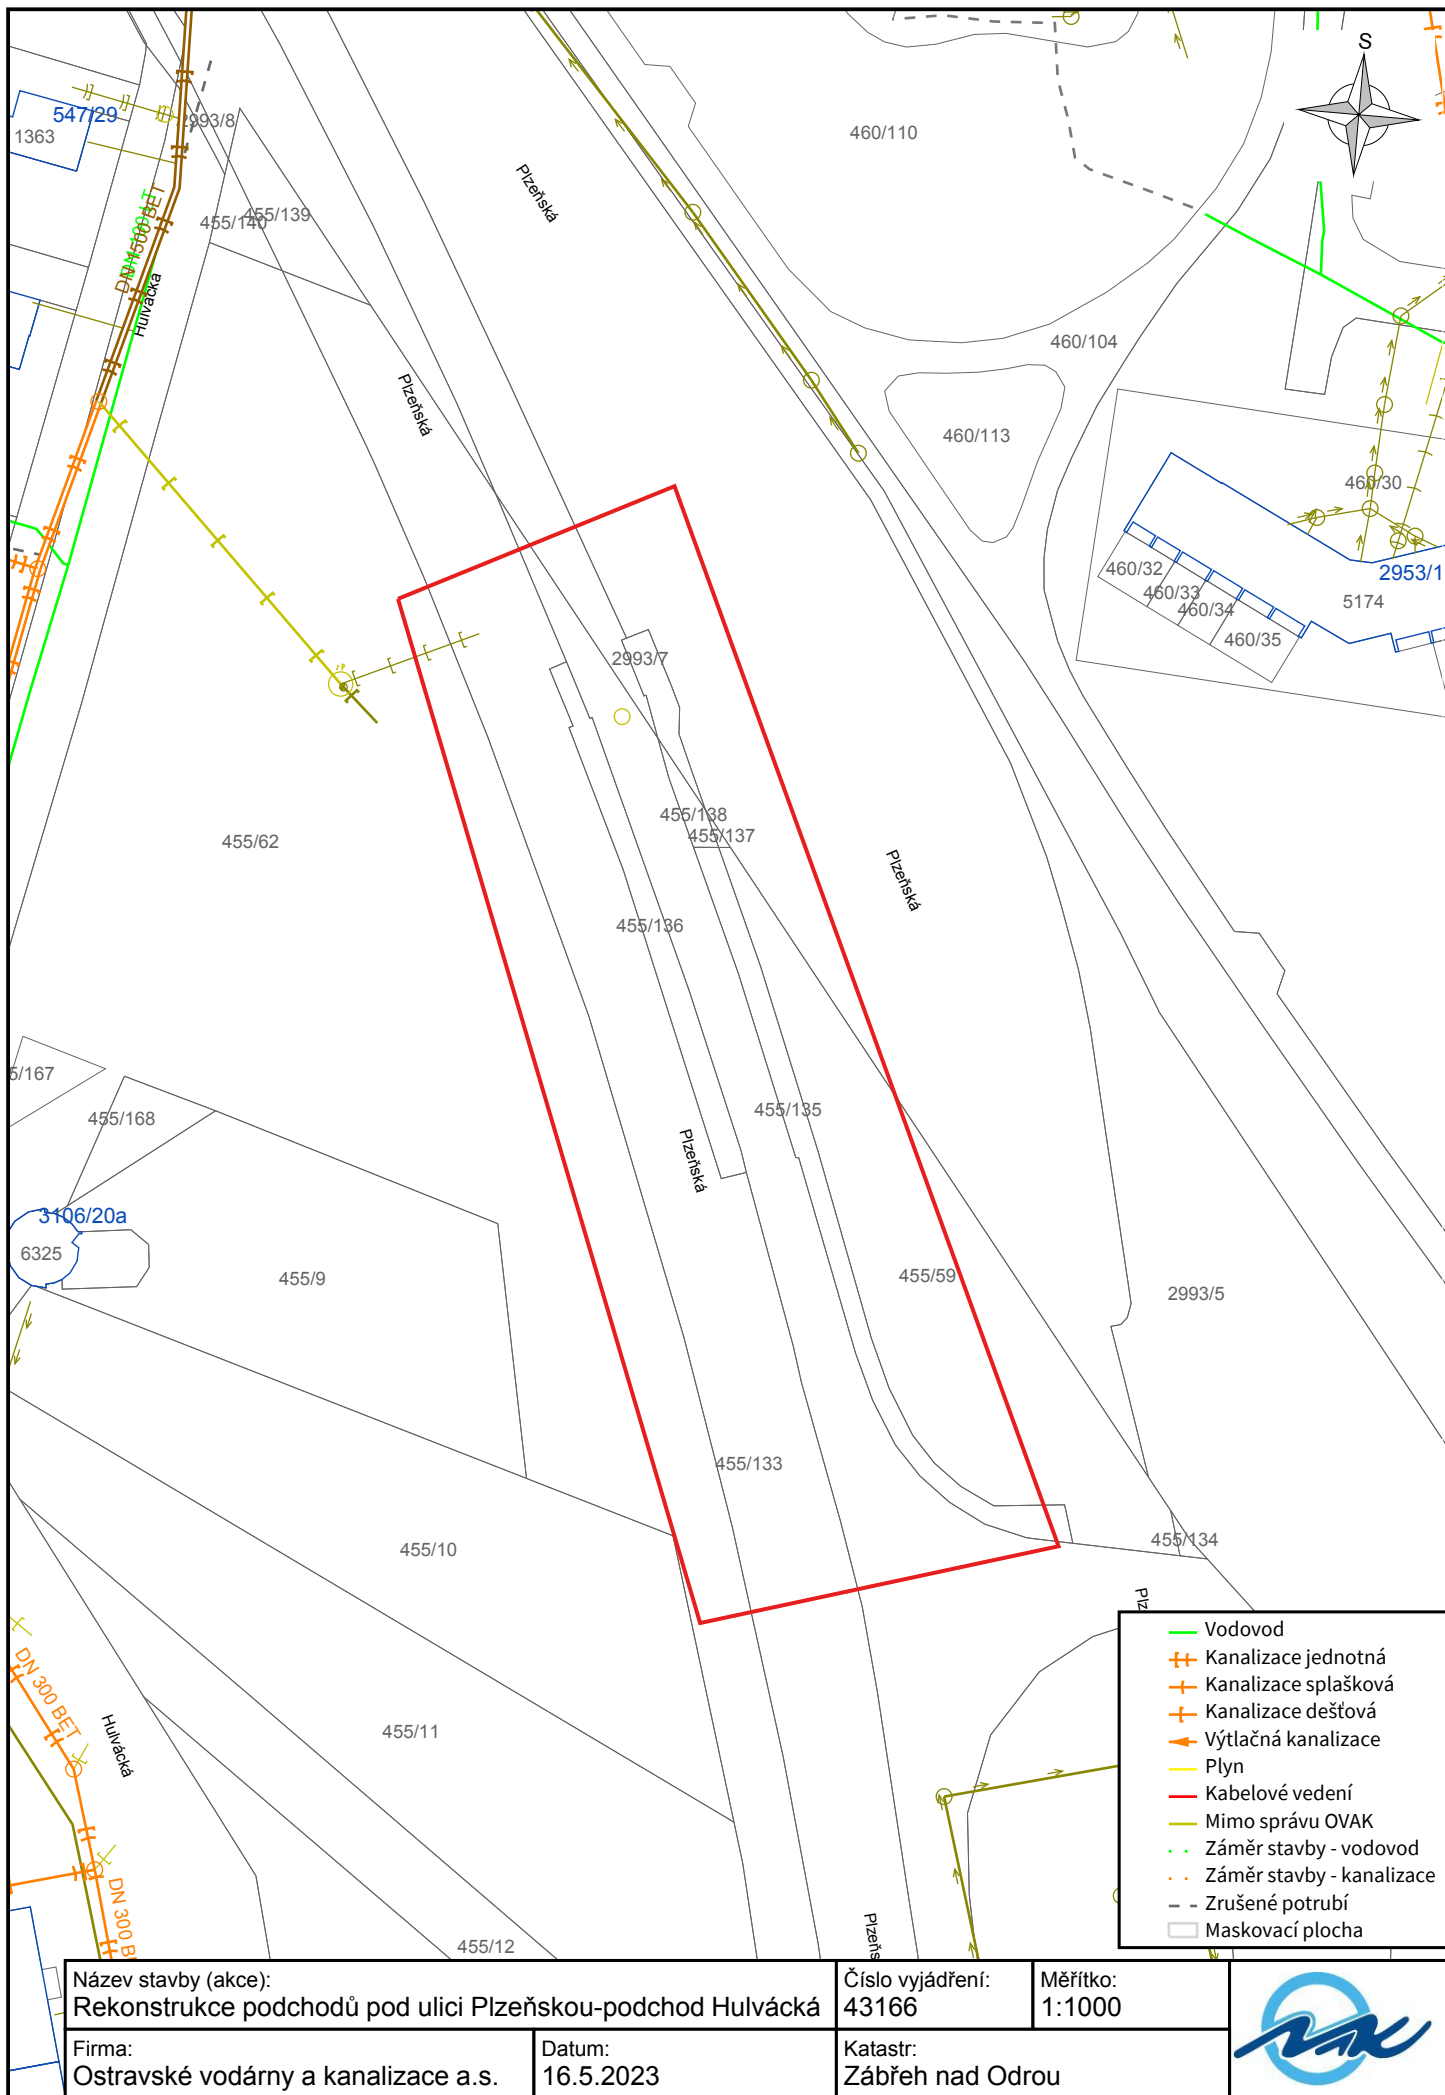 S
547/29
1363
2993/8
455/139
455/140
DN 1500 BET
Hulvácká
Plzeňská
Plzeňská
460/110
460/104
460/113
460/30
2953/1
5174
460/32
460/33
460/34
460/35
2993/7
455/138
455/137
455/62
455/136
Plzeňská
5/167
455/168
455/135
Plzeňská
3106/20a
6325
455/9
455/59
2993/5
455/133
455/10
455/134
Plz
DN 300 BET
Hulvácká
455/11
DN 300 B
455/12
Plzeňs
Vodovod
Kanalizace jednotná
Kanalizace splašková
Kanalizace dešťová
Výtlačná kanalizace
Plyn
Kabelové vedení
Mimo správu OVAK
Záměr stavby - vodovod
Záměr stavby - kanalizace
Zrušené potrubí
Maskovací plocha
Název stavby (akce):
Rekonstrukce podchodů pod ulici Plzeňskou-podchod Hulvácká
Číslo vyjádření:
43166
Měřítko:
1:1000
Firma:
Ostravské vodárny a kanalizace a.s.
Datum:
16.5.2023
Katastr:
Zábřeh nad Odrou